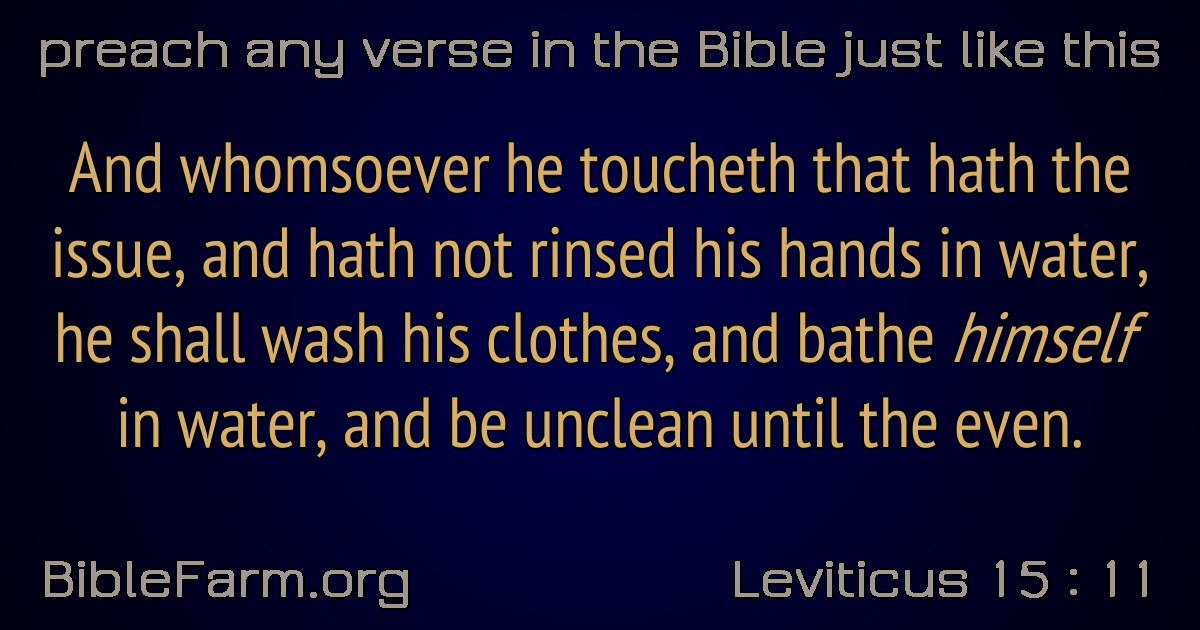 preach any verse in the Bible just like this
And whomsoever he toucheth that hath the
issue, and hath not rinsed his hands in water,
he shall wash his clothes, and bathe himself
in water, and be unclean until the even.
BibleFarm.org
Leviticus 15 : 11